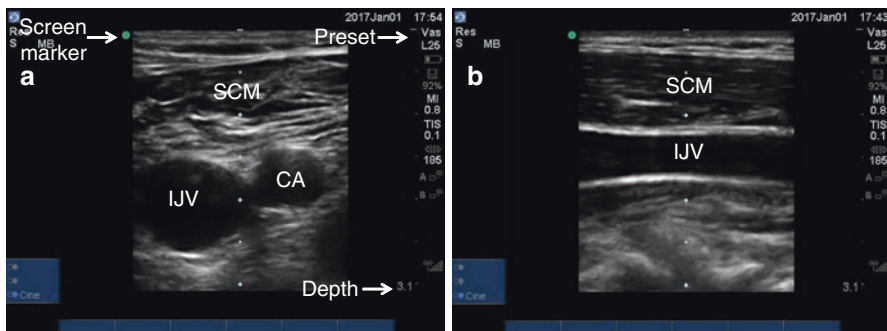 2017Jan01 17:54
Res
S MB
Screen
marker
Preset
Vas
L25
a
92%
MI
0.8
TIS
0.1
185
A
B
SCM
IJV
CA
Cine
Depth
3.1
2017Jan01 17:43
Res
S MB
Vas
L25
b
92%
MI
0.8
TIS
0.1
185
A
B
SCM
IJV
Cine
3.1